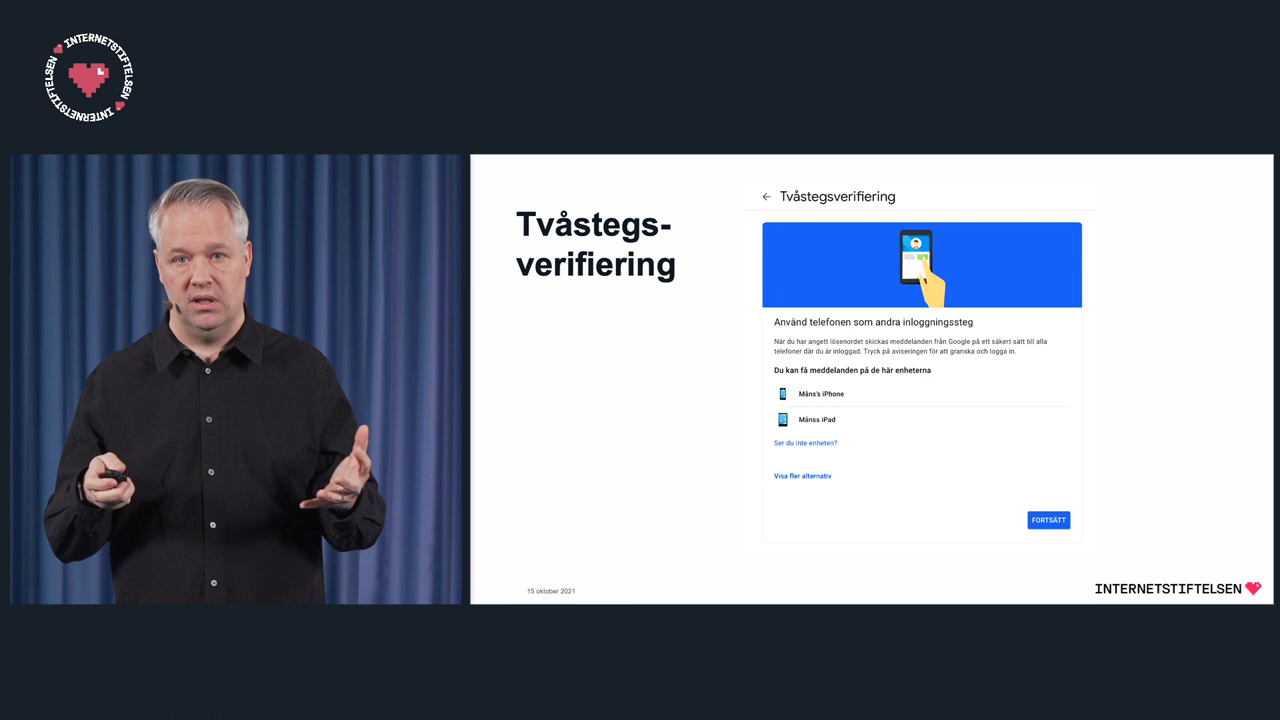 INTERNETSTIFTELSEN
INTERNETSTIFTELSEN
Tvåstegs-
verifiering
Tvåstegsverifiering
Använd telefonen som andra inloggningssteg
När du har angett lösenordet skickas meddelanden från Google på ett säkert sätt till alla
telefoner där du är inloggad. Tryck på aviseringen för att granska och logga in.
Du kan få meddelanden på de här enheterna
Måns's iPhone
Månss iPad
Ser du inte enheten?
Visa fler alternativ
FORTSÄTT
15 oktober 2021
INTERNETSTIFTELSEN